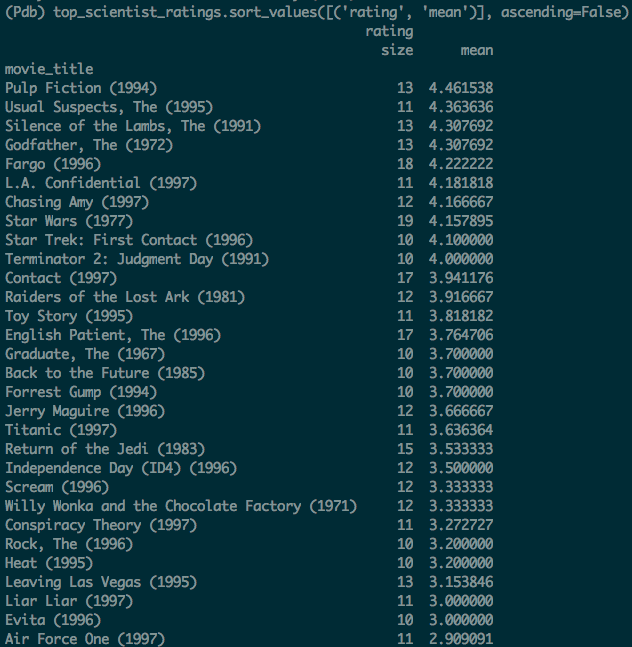 (Pdb) top_scientist_ratings.sort_values([('rating', 'mean')], ascending=False)
rating
size mean
movie_title
Pulp Fiction (1994) 13 4.461538
Usual Suspects, The (1995) 11 4.363636
Silence of the Lambs, The (1991) 13 4.307692
Godfather, The (1972) 13 4.307692
Fargo (1996) 18 4.222222
L.A. Confidential (1997) 11 4.181818
Chasing Amy (1997) 12 4.166667
Star Wars (1977) 19 4.157895
Star Trek: First Contact (1996) 10 4.100000
Terminator 2: Judgment Day (1991) 10 4.000000
Contact (1997) 17 3.941176
Raiders of the Lost Ark (1981) 12 3.916667
Toy Story (1995) 11 3.818182
English Patient, The (1996) 17 3.764706
Graduate, The (1967) 10 3.700000
Back to the Future (1985) 10 3.700000
Forrest Gump (1994) 10 3.700000
Jerry Maguire (1996) 12 3.666667
Titanic (1997) 11 3.636364
Return of the Jedi (1983) 15 3.533333
Independence Day (ID4) (1996) 12 3.500000
Scream (1996) 12 3.333333
Willy Wonka and the Chocolate Factory (1971) 12 3.333333
Conspiracy Theory (1997) 11 3.272727
Rock, The (1996) 10 3.200000
Heat (1995) 10 3.200000
Leaving Las Vegas (1995) 13 3.153846
Liar Liar (1997) 11 3.000000
Evita (1996) 10 3.000000
Air Force One (1997) 11 2.909091